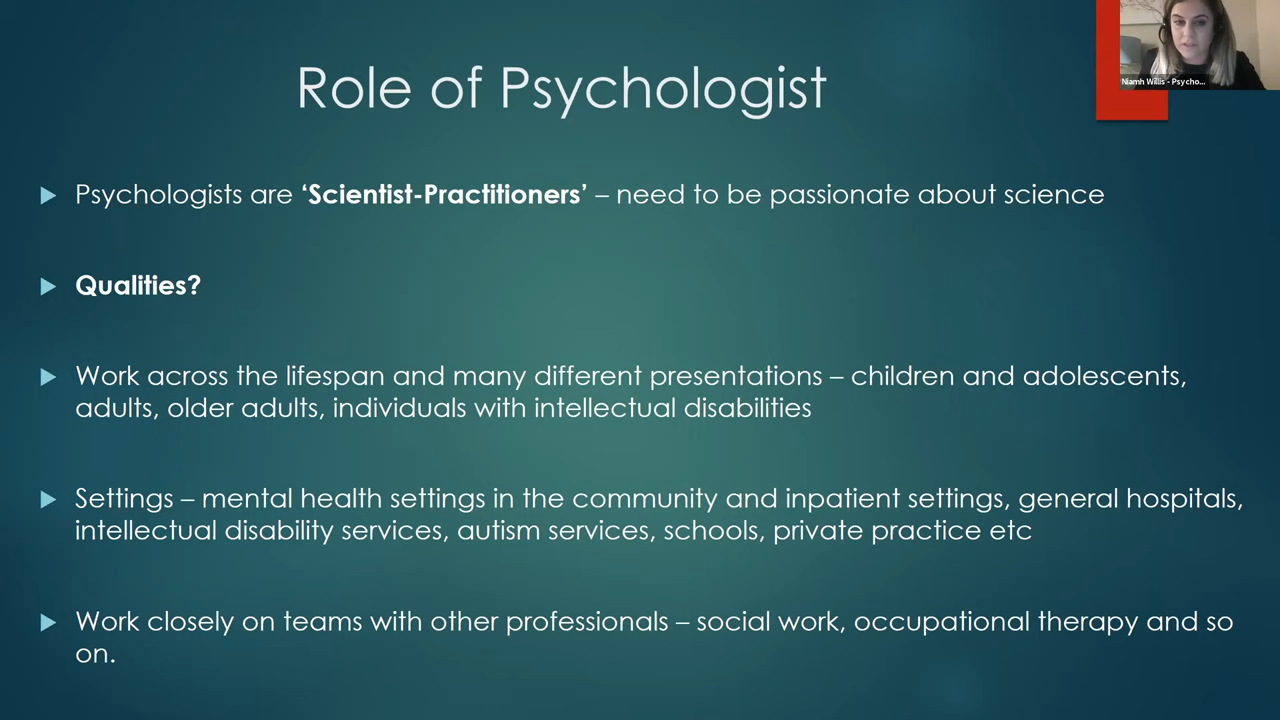 Niamh Willis - Psycho...
Role of Psychologist
Psychologists are ‘Scientist-Practitioners’ – need to be passionate about science
Qualities?
Work across the lifespan and many different presentations – children and adolescents,
adults, older adults, individuals with intellectual disabilities
Settings – mental health settings in the community and inpatient settings, general hospitals,
intellectual disability services, autism services, schools, private practice etc
Work closely on teams with other professionals – social work, occupational therapy and so
on.